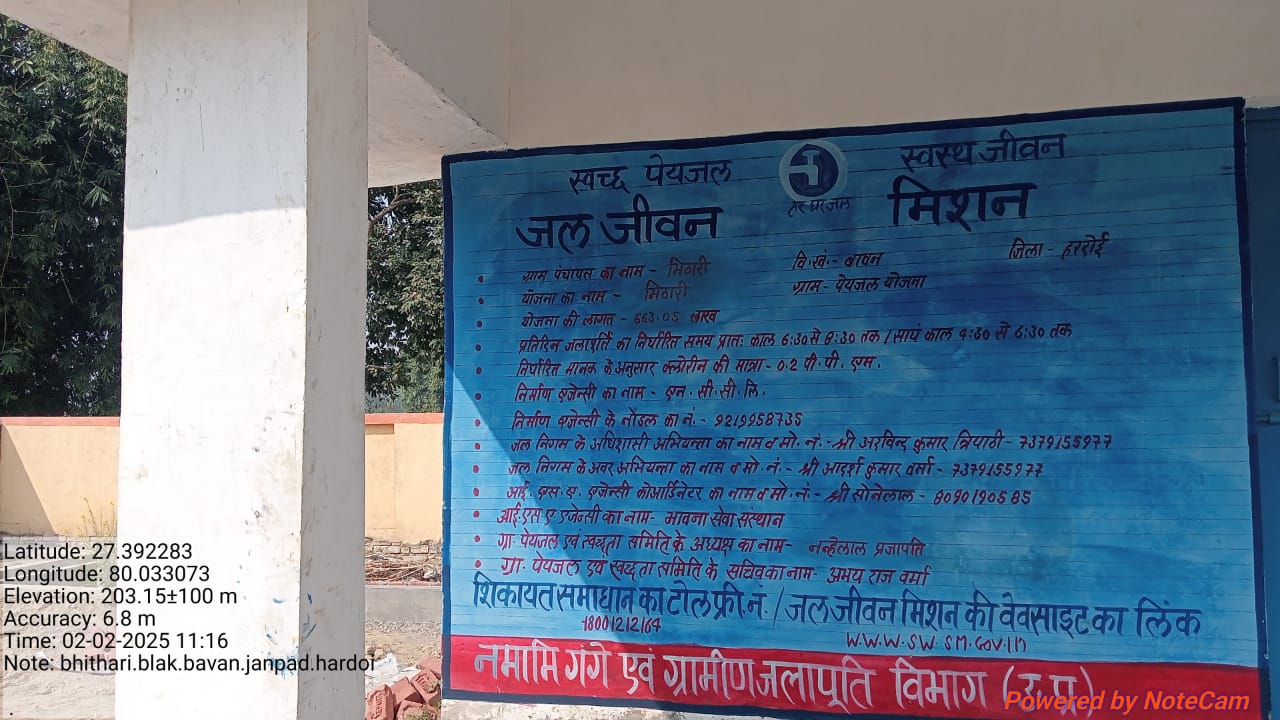 स्वच्छ पेयजल
स्वस्थ जीवन
J
हर घर जल
जल जीवन मिशन
ग्राम पंचायत का नाम - भिठारी वि.खं.- बावन जिला - हरदोई
योजना का नाम - भिठारी ग्राम- पेयजल योजना
योजना की लागत - 663.05 लाख
प्रतिदिन जलापूर्ति का निर्धारित समय प्रातः काल 6:30 से 8:30 तक / सायं काल 4:30 से 6:30 तक
निर्धारित मानक के अनुसार क्लोरीन की मात्रा - 0.2 पी.पी. एम.
निर्माण एजेन्सी का नाम - एन.सी.सी.लि.
निर्माण एजेन्सी के नोडल का नं.- 9219958735
जल निगम के अधिशासी अभियन्ता का नाम व मो. नं.- श्री अरविन्द कुमार त्रिपाठी - 7379155977
जल निगम के अवर अभियन्ता का नाम व मो. नं.- श्री आदर्श कुमार वर्मा - 7379155977
आई. एस. ए. एजेन्सी कोआर्डिनेटर का नाम व मो. नं.- श्री सोनेलाल - 8090190585
आई.एस ए एजेन्सी का नाम- भावना सेवा संस्थान
ग्रा. पेयजल एवं स्वच्छता समिति के अध्यक्ष का नाम- नन्हेलाल प्रजापति
ग्रा. पेयजल एवं स्वच्छता समिति के सचिव का नाम- अभय राज वर्मा
शिकायत समाधान का टोल फ्री.नं. / जल जीवन मिशन की वेवसाइट का लिंक
18001212164 W.W.W.SW.SM.GOV.IN
नमामि गंगे एवं ग्रामीण जलापूर्ति विभाग (उ.प्र)
Latitude: 27.392283
Longitude: 80.033073
Elevation: 203.15±100 m
Accuracy: 6.8 m
Time: 02-02-2025 11:16
Note: bhithari.blak.bavan.janpad.hardoi
Powered by NoteCam